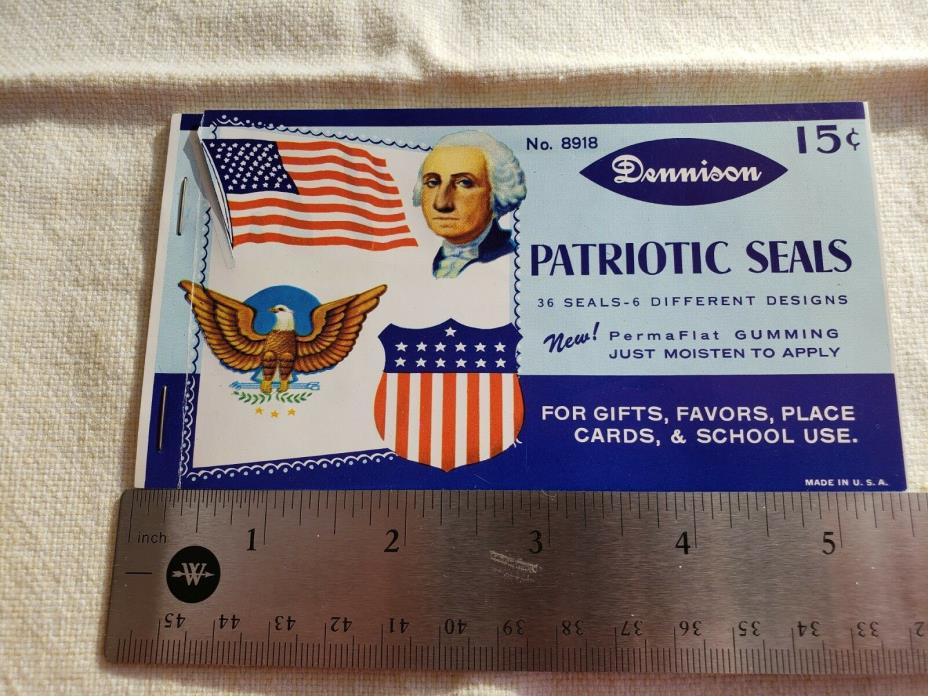 No. 8918
Dennison
15¢
PATRIOTIC SEALS
36 SEALS-6 DIFFERENT DESIGNS
New! PermaFlat GUMMING
JUST MOISTEN TO APPLY
FOR GIFTS, FAVORS, PLACE
CARDS, & SCHOOL USE.
MADE IN U. S. A.
inch 1 2 3 4 5
W
45 44 43 42 41 40 39 38 37 36 35 34 33